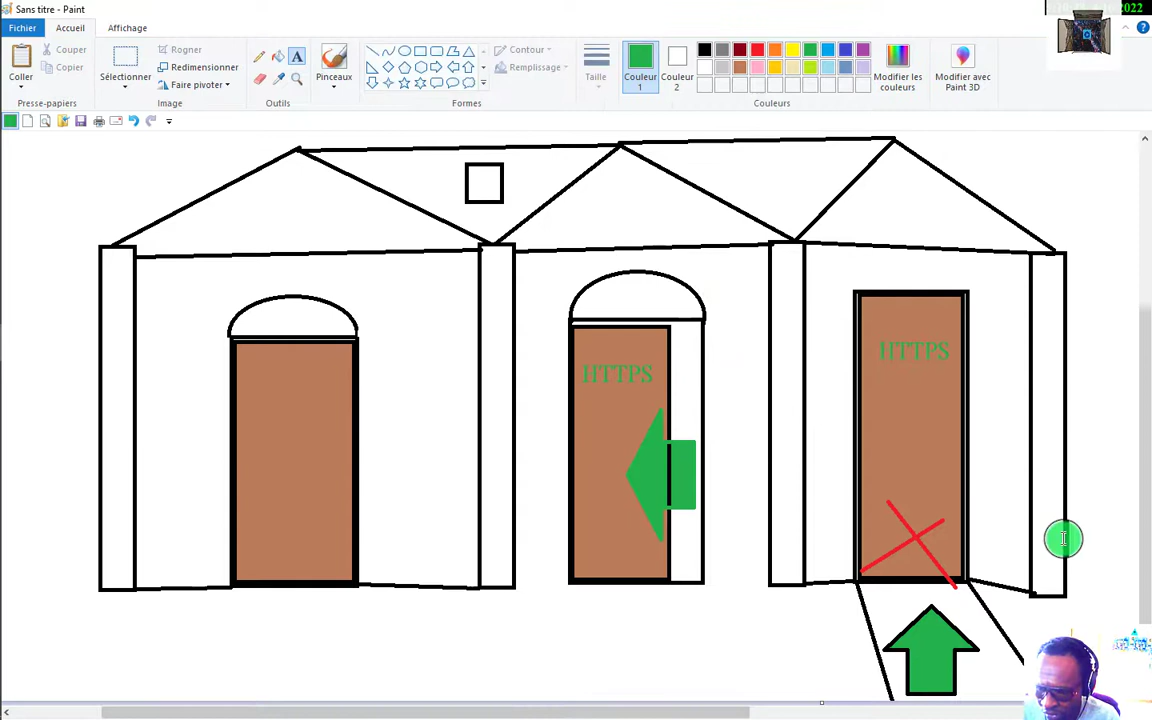 Sans titre - Paint
2022
Fichier
Accueil
Affichage
Coller
Couper
Copier
Presse-papiers
Sélectionner
Rogner
Redimensionner
Faire pivoter
Image
Outils
Pinceaux
Contour
Remplissage
Formes
Taille
Couleur 1
Couleur 2
Modifier les couleurs
Couleurs
Modifier avec Paint 3D
HTTPS
HTTPS